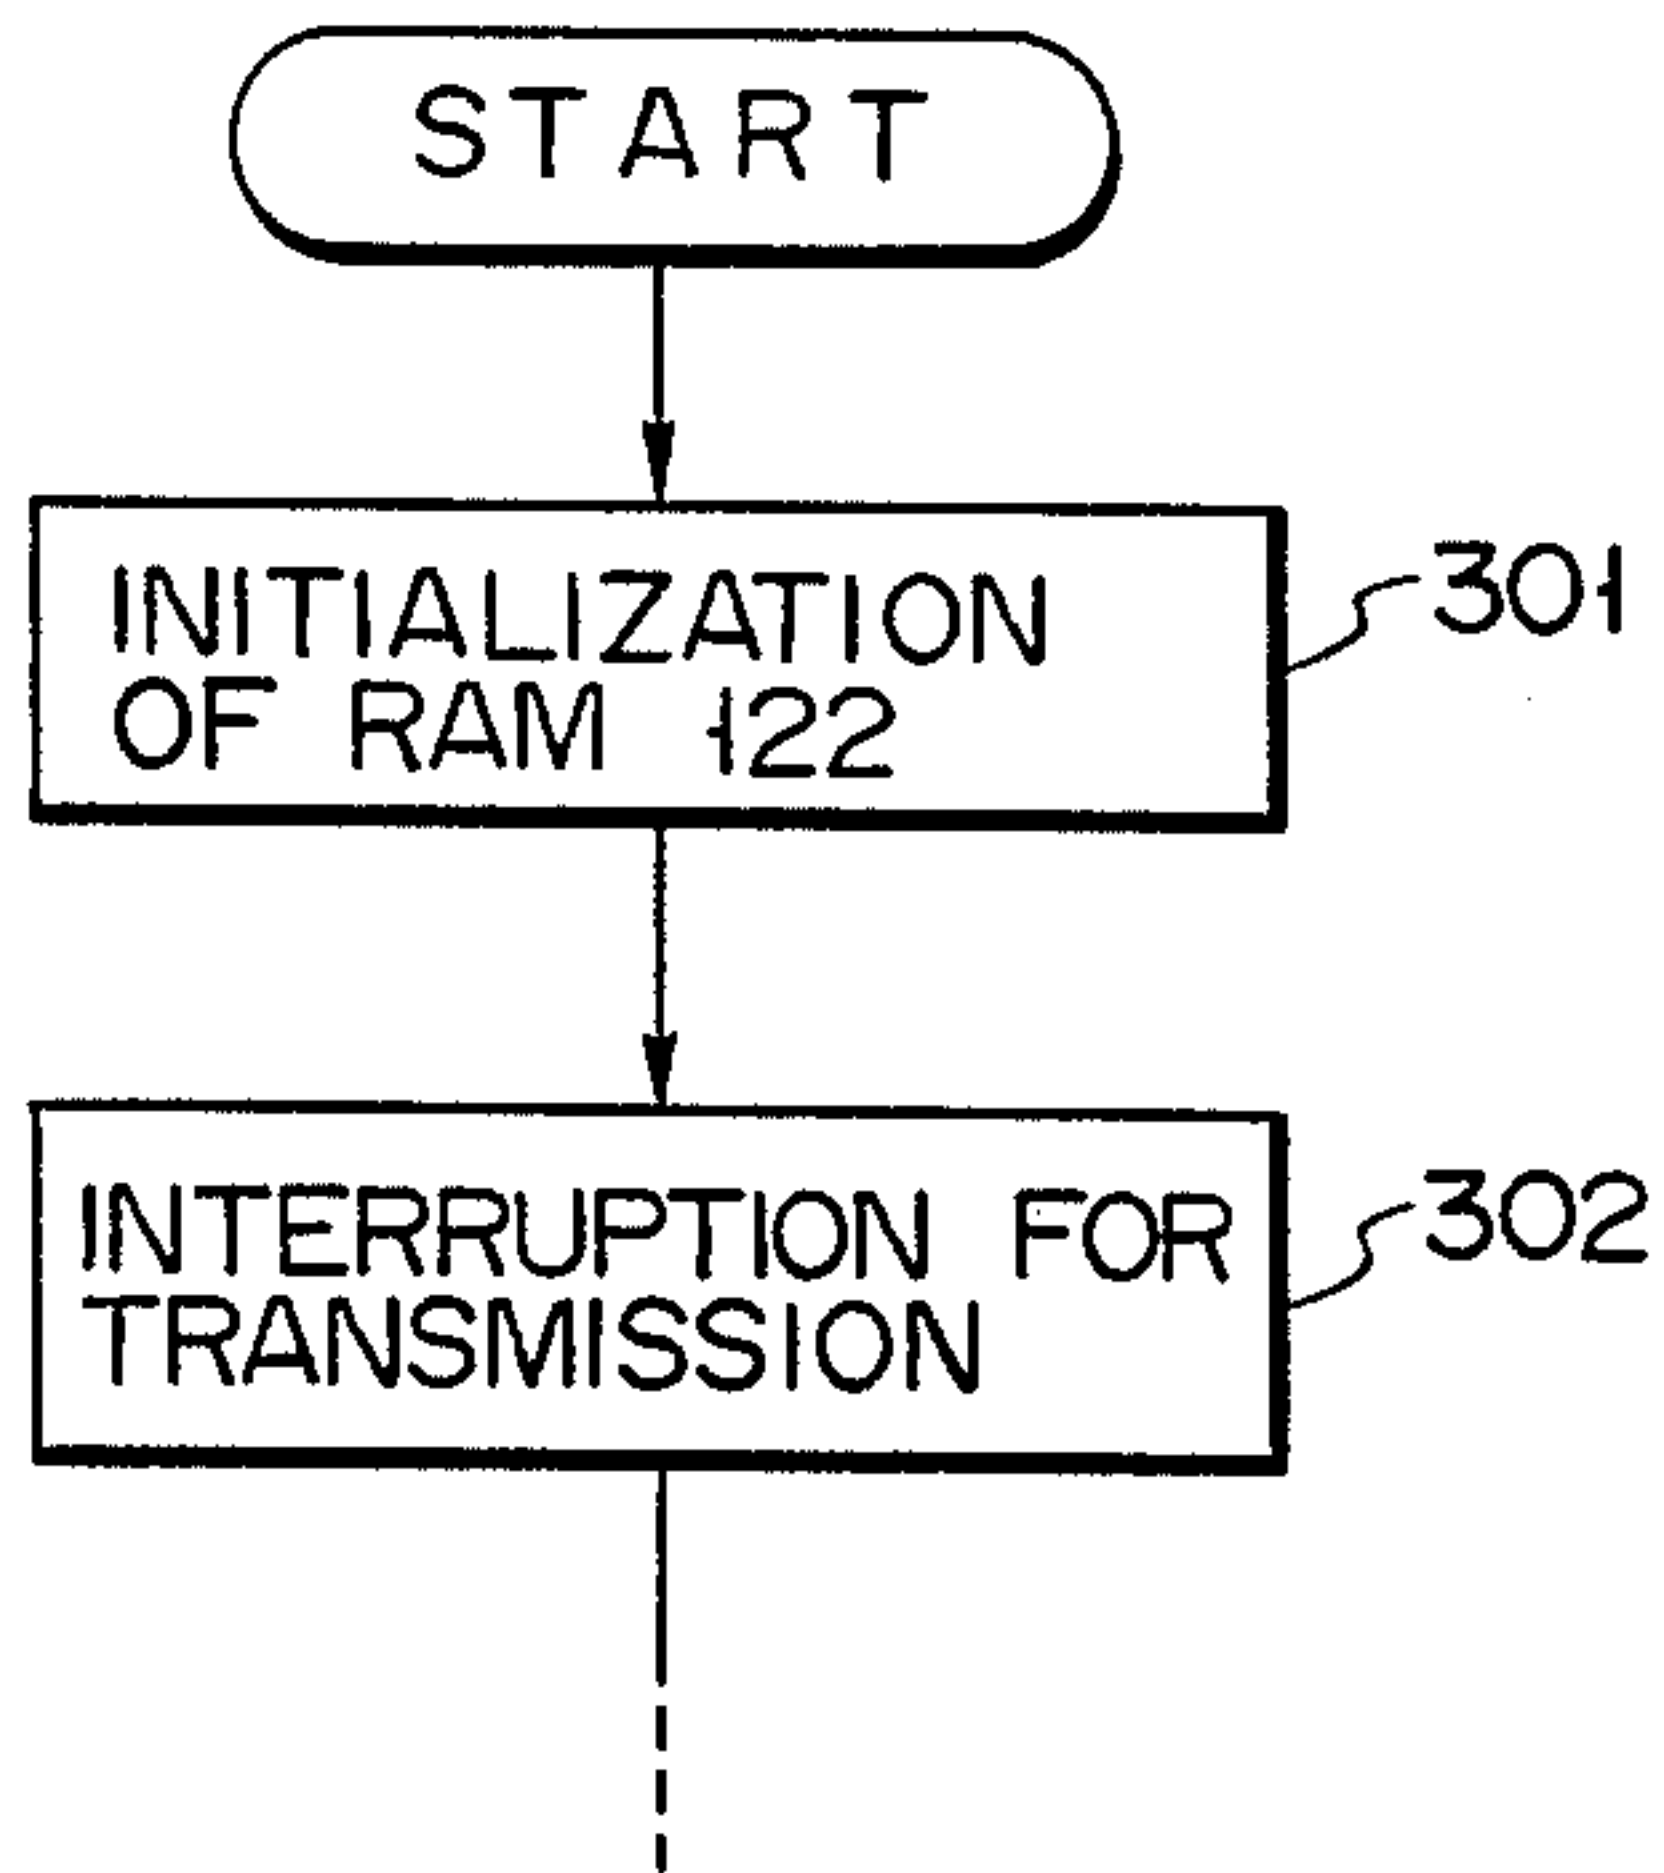 START
INITIALIZATION
OF RAM 122
301
INTERRUPTION FOR
TRANSMISSION
302